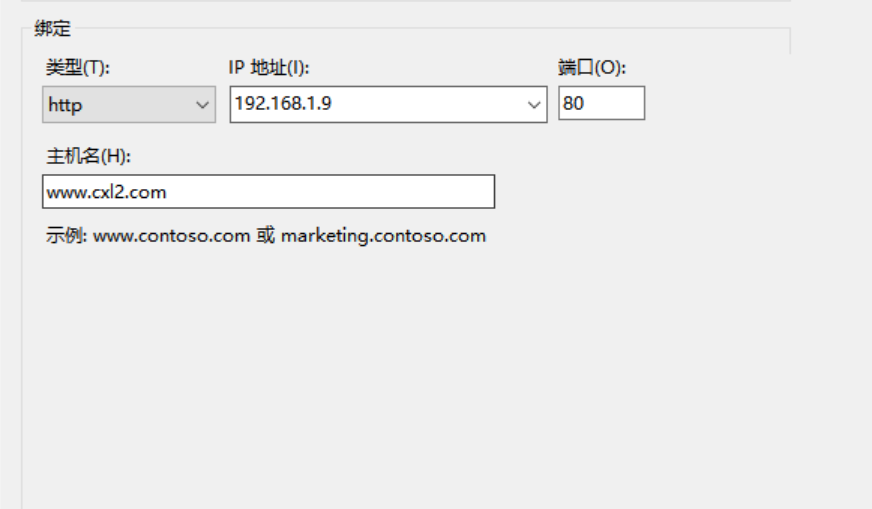 绑定
类型(T): IP 地址(I): 端口(O):
http 192.168.1.9 80
主机名(H):
www.cxl2.com
示例: www.contoso.com 或 marketing.contoso.com